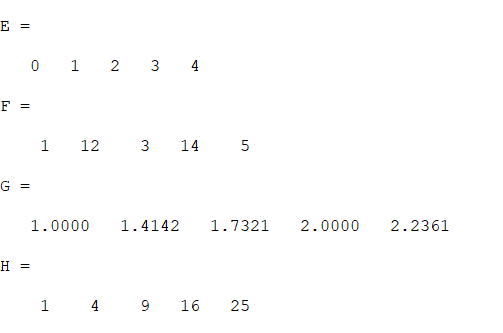 E =
0 1 2 3 4
F =
1 12 3 14 5
G =
1.0000 1.4142 1.7321 2.0000 2.2361
H =
1 4 9 16 25